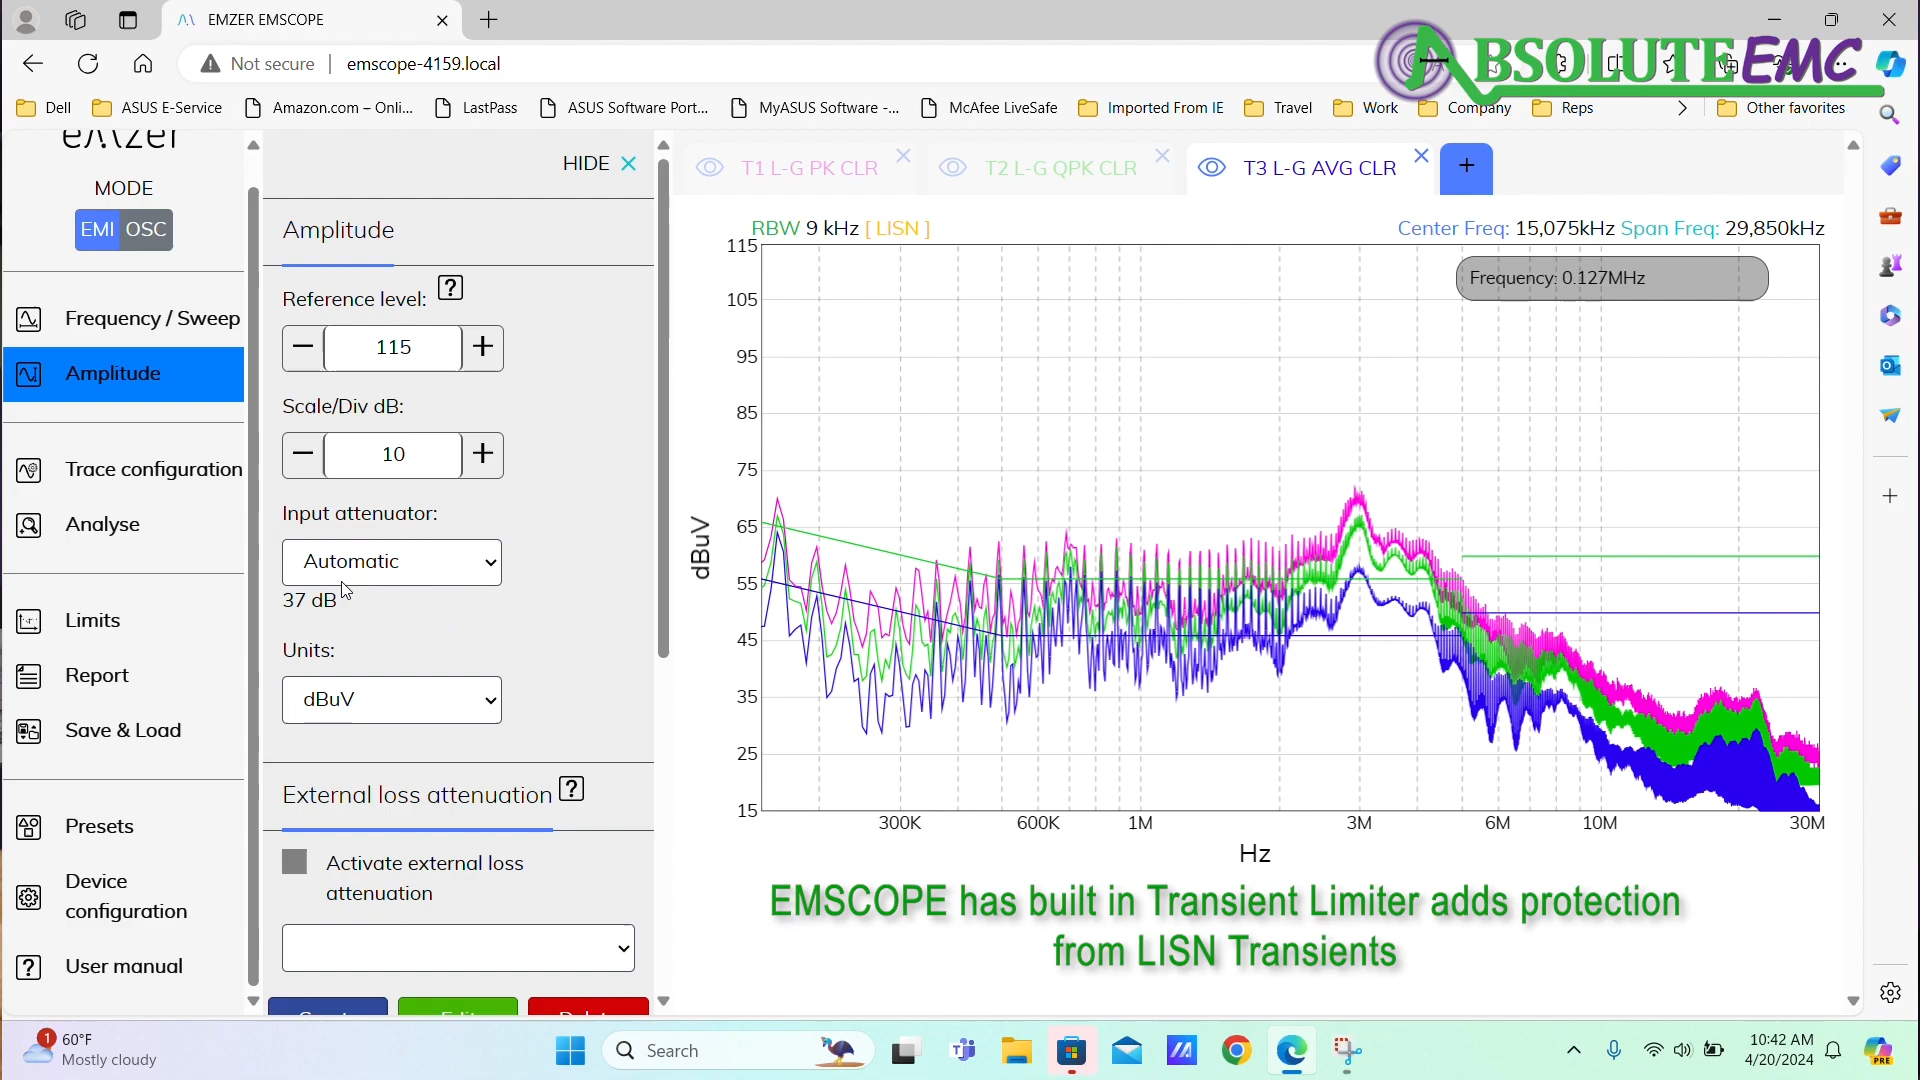 EMZER EMSCOPE
Not secure
emscope-4159.local
ABSOLUTE EMC
Dell
ASUS E-Service
Amazon.com – Onli...
LastPass
ASUS Software Port...
MyASUS Software -...
McAfee LiveSafe
Imported From IE
Travel
Work
Company
Reps
Other favorites
emzer
MODE
EMI OSC
Frequency / Sweep
Amplitude
Trace configuration
Analyse
Limits
Report
Save & Load
Presets
Device
configuration
User manual
HIDE
Amplitude
Reference level: ?
− 115 +
Scale/Div dB:
− 10 +
Input attenuator:
Automatic
37 dB
Units:
dBuV
External loss attenuation ?
Activate external loss
attenuation
T1 L-G PK CLR
T2 L-G QPK CLR
T3 L-G AVG CLR
+
RBW 9 kHz [ LISN ]
Center Freq: 15,075kHz Span Freq: 29,850kHz
Frequency: 0.127MHz
115
105
95
85
75
65
55
45
35
25
15
dBuV
300K
600K
1M
3M
6M
10M
30M
Hz
EMSCOPE has built in Transient Limiter adds protection
from LISN Transients
1
60°F
Mostly cloudy
Search
PRE
10:42 AM
4/20/2024